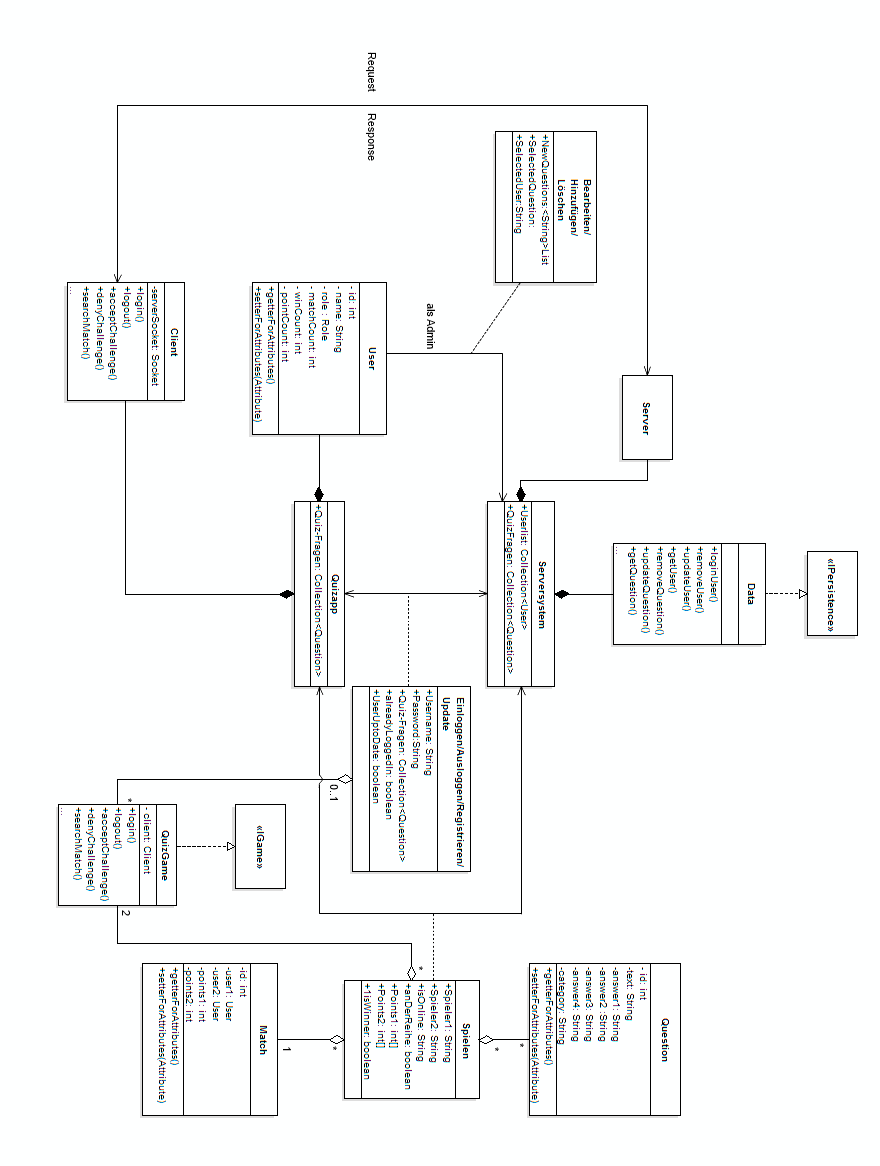 Request
Response
Bearbeiten/
Hinzufügen/
Löschen
+NewQuestions:<String>List
+SelectedQuestion:
+SelectedUser:String
Client
-serverSocket: Socket
+login()
+logout()
+acceptChallenge()
+denyChallenge()
+searchMatch()
...
User
- id: int
- name: String
- role : Role
- matchCount: int
- winCount: int
- pointCount: int
+getterForAttributes()
+setterForAttributes(Attribute)
als Admin
Server
Quizapp
+Quiz-Fragen: Collection<Question>
Serversystem
+Userlist: Collection<User>
+QuizFragen: Collection<Question>
Data
+loginUser()
+removeUser()
+updateUser()
+getUser()
+removeQuestion()
+updateQuestion()
+getQuestion()
...
«IPersistence»
Einloggen/Ausloggen/Registrieren/
Update
+Username: String
+Password:String
+Quiz-Fragen: Collection<Question>
+alreadyLoggedIn: boolean
+UserUptoDate: boolean
0..1
*
QuizGame
- client: Client
+login()
+logout()
+acceptChallenge()
+denyChallenge()
+searchMatch()
...
«IGame»
2
*
Match
-id: int
-user1: User
-user2: User
-points1: int
-points2: int
+getterForAttributes()
+setterForAttributes(Attribute)
1
*
Spielen
+Spieler1: String
+Spieler2: String
+isOnline: String
+anDerReihe: boolean
+Points1: int[]
+Points2: int[]
+1isWinner: boolean
*
*
Question
- id: int
-text: String
-answer1: String
-answer2 :String
-answer3: String
-answer4: String
-category: String
+getterForAttributes()
+setterForAttributes(Attribute)